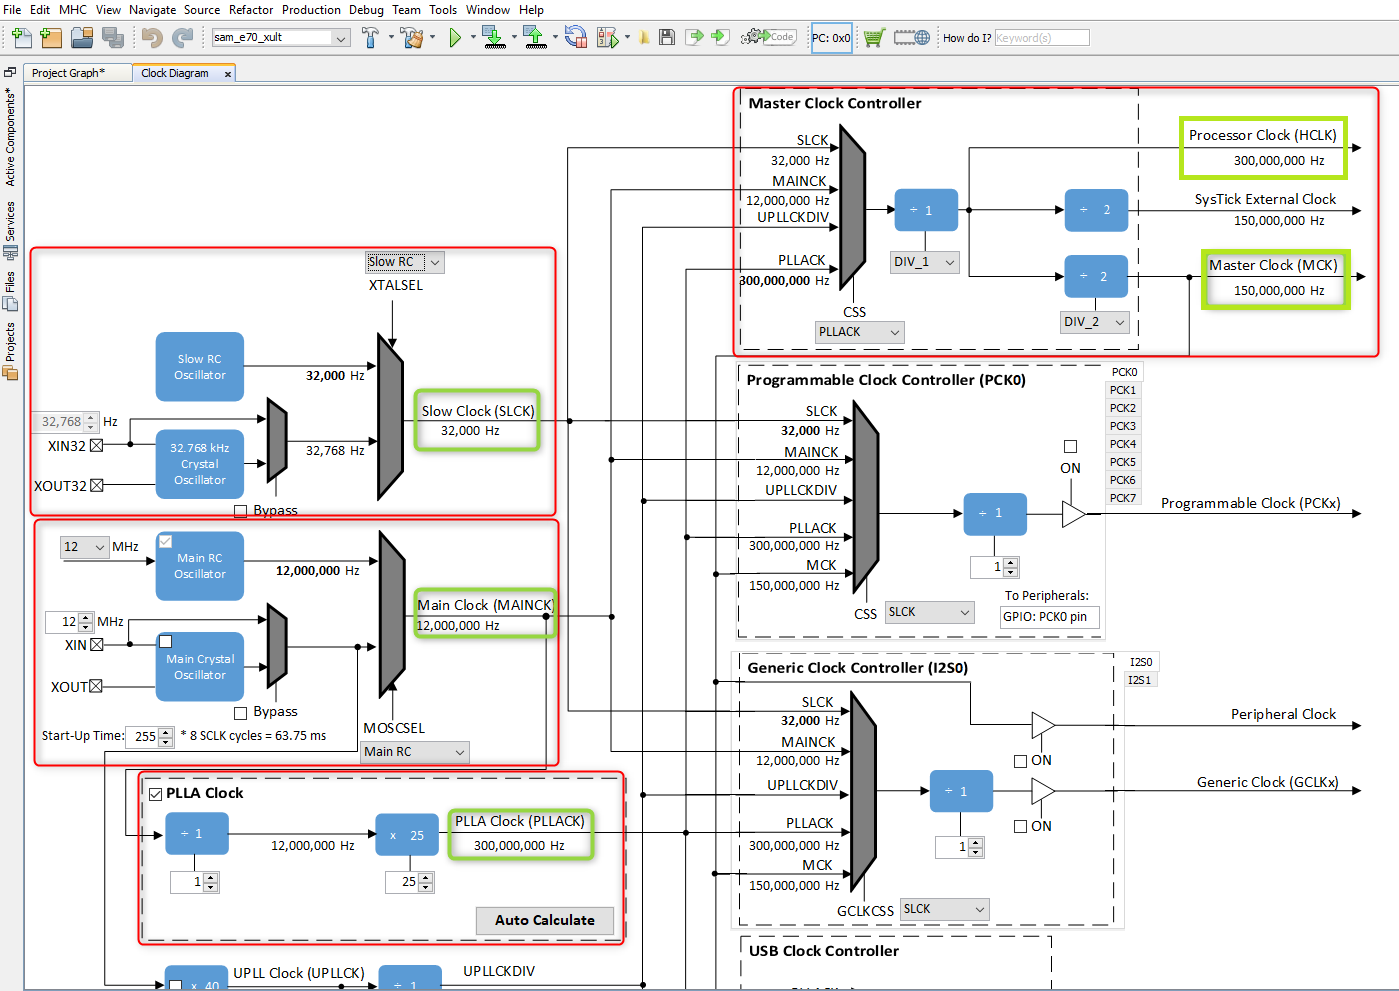 File Edit MHC View Navigate Source Refactor Production Debug Team Tools Window Help
sam_e70_xult
Code
PC: 0x0
How do I? Keyword(s)
Project Graph*
Clock Diagram x
Active Components*
Services
Files
Projects
Master Clock Controller
SLCK
32,000 Hz
MAINCK
12,000,000 Hz
UPLLCKDIV
PLLACK
300,000,000 Hz
CSS
PLLACK
÷ 1
DIV_1
÷ 2
÷ 2
DIV_2
Processor Clock (HCLK)
300,000,000 Hz
SysTick External Clock
150,000,000 Hz
Master Clock (MCK)
150,000,000 Hz
Slow RC
XTALSEL
Slow RC
Oscillator
32,000 Hz
32,768 Hz
XIN32
32.768 kHz
Crystal
Oscillator
XOUT32
32,768 Hz
Bypass
Slow Clock (SLCK)
32,000 Hz
12 MHz
Main RC
Oscillator
12,000,000 Hz
12 MHz
XIN
Main Crystal
Oscillator
XOUT
Bypass
Start-Up Time: 255 * 8 SCLK cycles = 63.75 ms
MOSCSEL
Main RC
Main Clock (MAINCK)
12,000,000 Hz
PLLA Clock
÷ 1
12,000,000 Hz
x 25
PLLA Clock (PLLACK)
300,000,000 Hz
1
25
Auto Calculate
x 40
UPLL Clock (UPLLCK)
÷ 1
UPLLCKDIV
Programmable Clock Controller (PCK0)
SLCK
32,000 Hz
MAINCK
12,000,000 Hz
UPLLCKDIV
PLLACK
300,000,000 Hz
MCK
150,000,000 Hz
CSS
SLCK
÷ 1
1
ON
To Peripherals:
GPIO: PCK0 pin
PCK0
PCK1
PCK2
PCK3
PCK4
PCK5
PCK6
PCK7
Programmable Clock (PCKx)
Generic Clock Controller (I2S0)
I2S0
I2S1
SLCK
32,000 Hz
MAINCK
12,000,000 Hz
UPLLCKDIV
PLLACK
300,000,000 Hz
MCK
150,000,000 Hz
GCLKCSS
SLCK
÷ 1
1
ON
ON
Peripheral Clock
Generic Clock (GCLKx)
USB Clock Controller